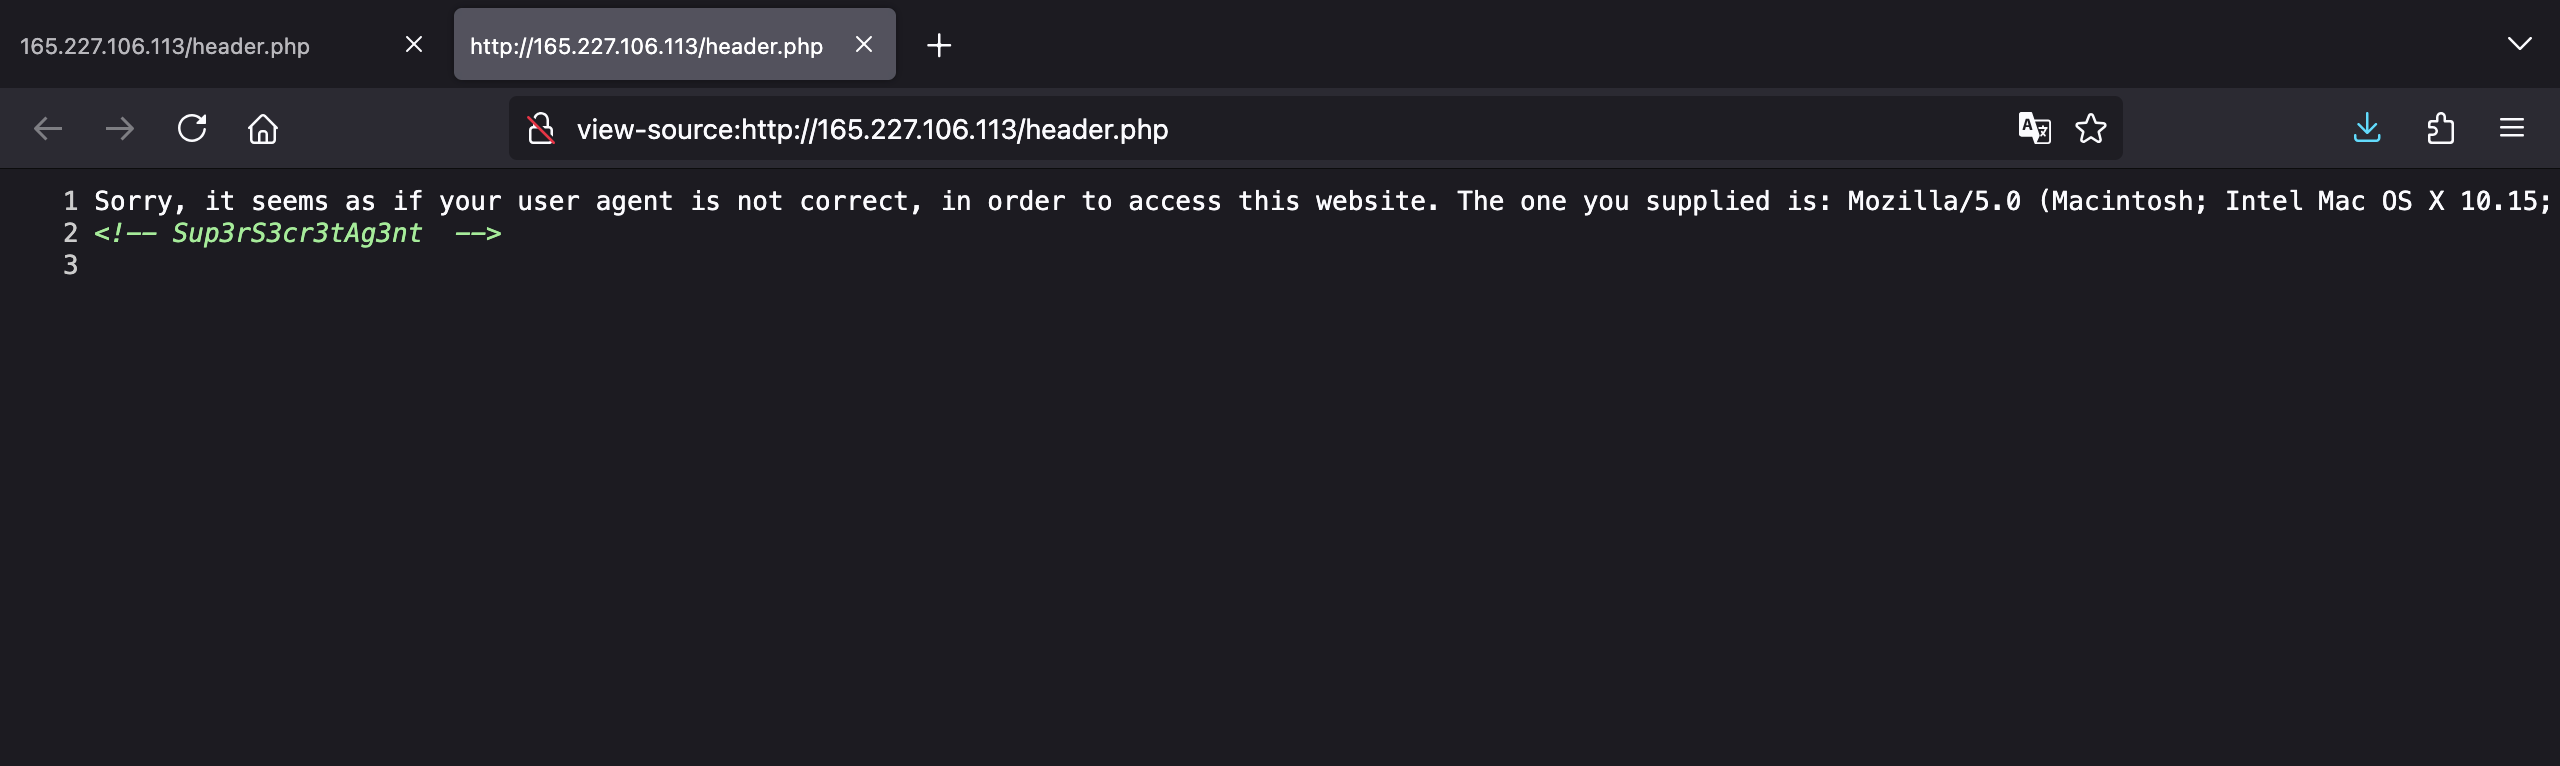 165.227.106.113/header.php
http://165.227.106.113/header.php
view-source:http://165.227.106.113/header.php
1 Sorry, it seems as if your user agent is not correct, in order to access this website. The one you supplied is: Mozilla/5.0 (Macintosh; Intel Mac OS X 10.15;
2 <!-- Sup3rS3cr3tAg3nt  -->
3